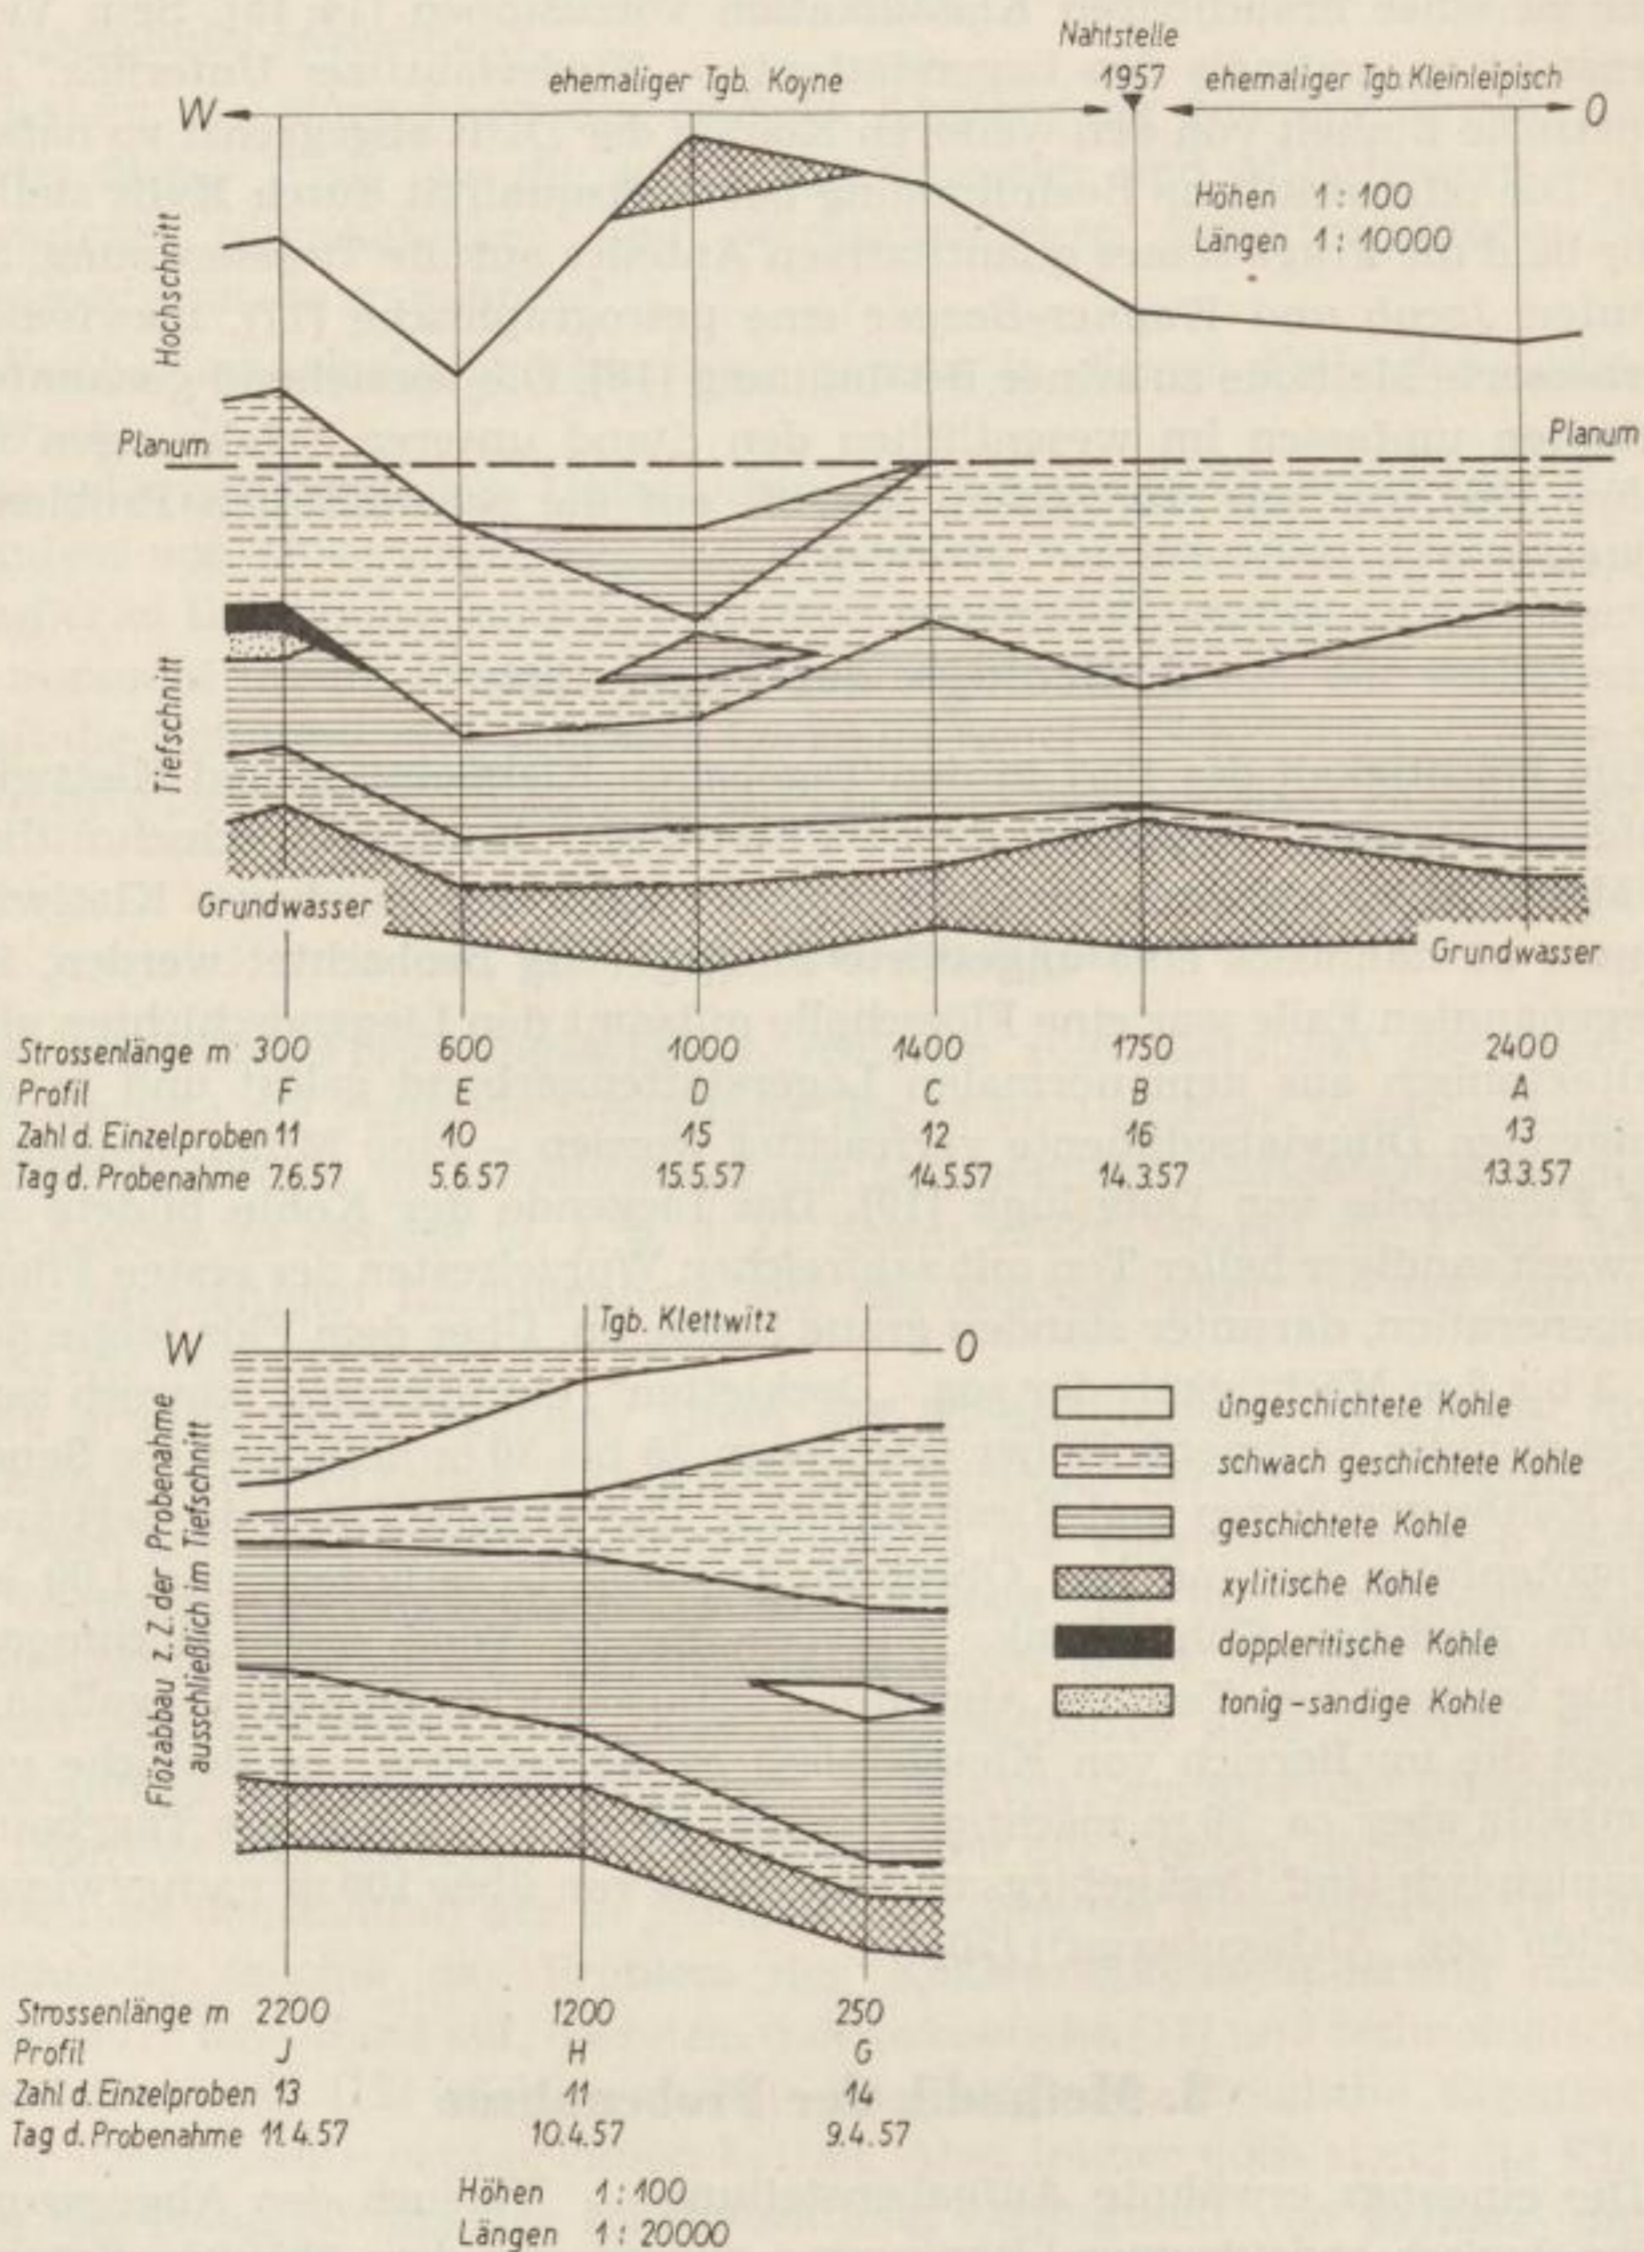 Nahtstelle
1957
ehemaliger Tgb. Koyne
ehemaliger Tgb. Kleinleipisch
W
O
Höhen 1 : 100
Längen 1 : 10000
Hochschnitt
Planum
Planum
Tiefschnitt
Grundwasser
Grundwasser
Strossenlänge m 300 600 1000 1400 1750 2400
Profil F E D C B A
Zahl d. Einzelproben 11 10 15 12 16 13
Tag d. Probenahme 7.6.57 5.6.57 15.5.57 14.5.57 14.3.57 13.3.57
Tgb. Klettwitz
W
O
Flözabbau z. Z. der Probenahme
ausschließlich im Tiefschnitt
ungeschichtete Kohle
schwach geschichtete Kohle
geschichtete Kohle
xylitische Kohle
doppleritische Kohle
tonig-sandige Kohle
Strossenlänge m 2200 1200 250
Profil J H G
Zahl d. Einzelproben 13 11 14
Tag d. Probenahme 11.4.57 10.4.57 9.4.57
Höhen 1 : 100
Längen 1 : 20000